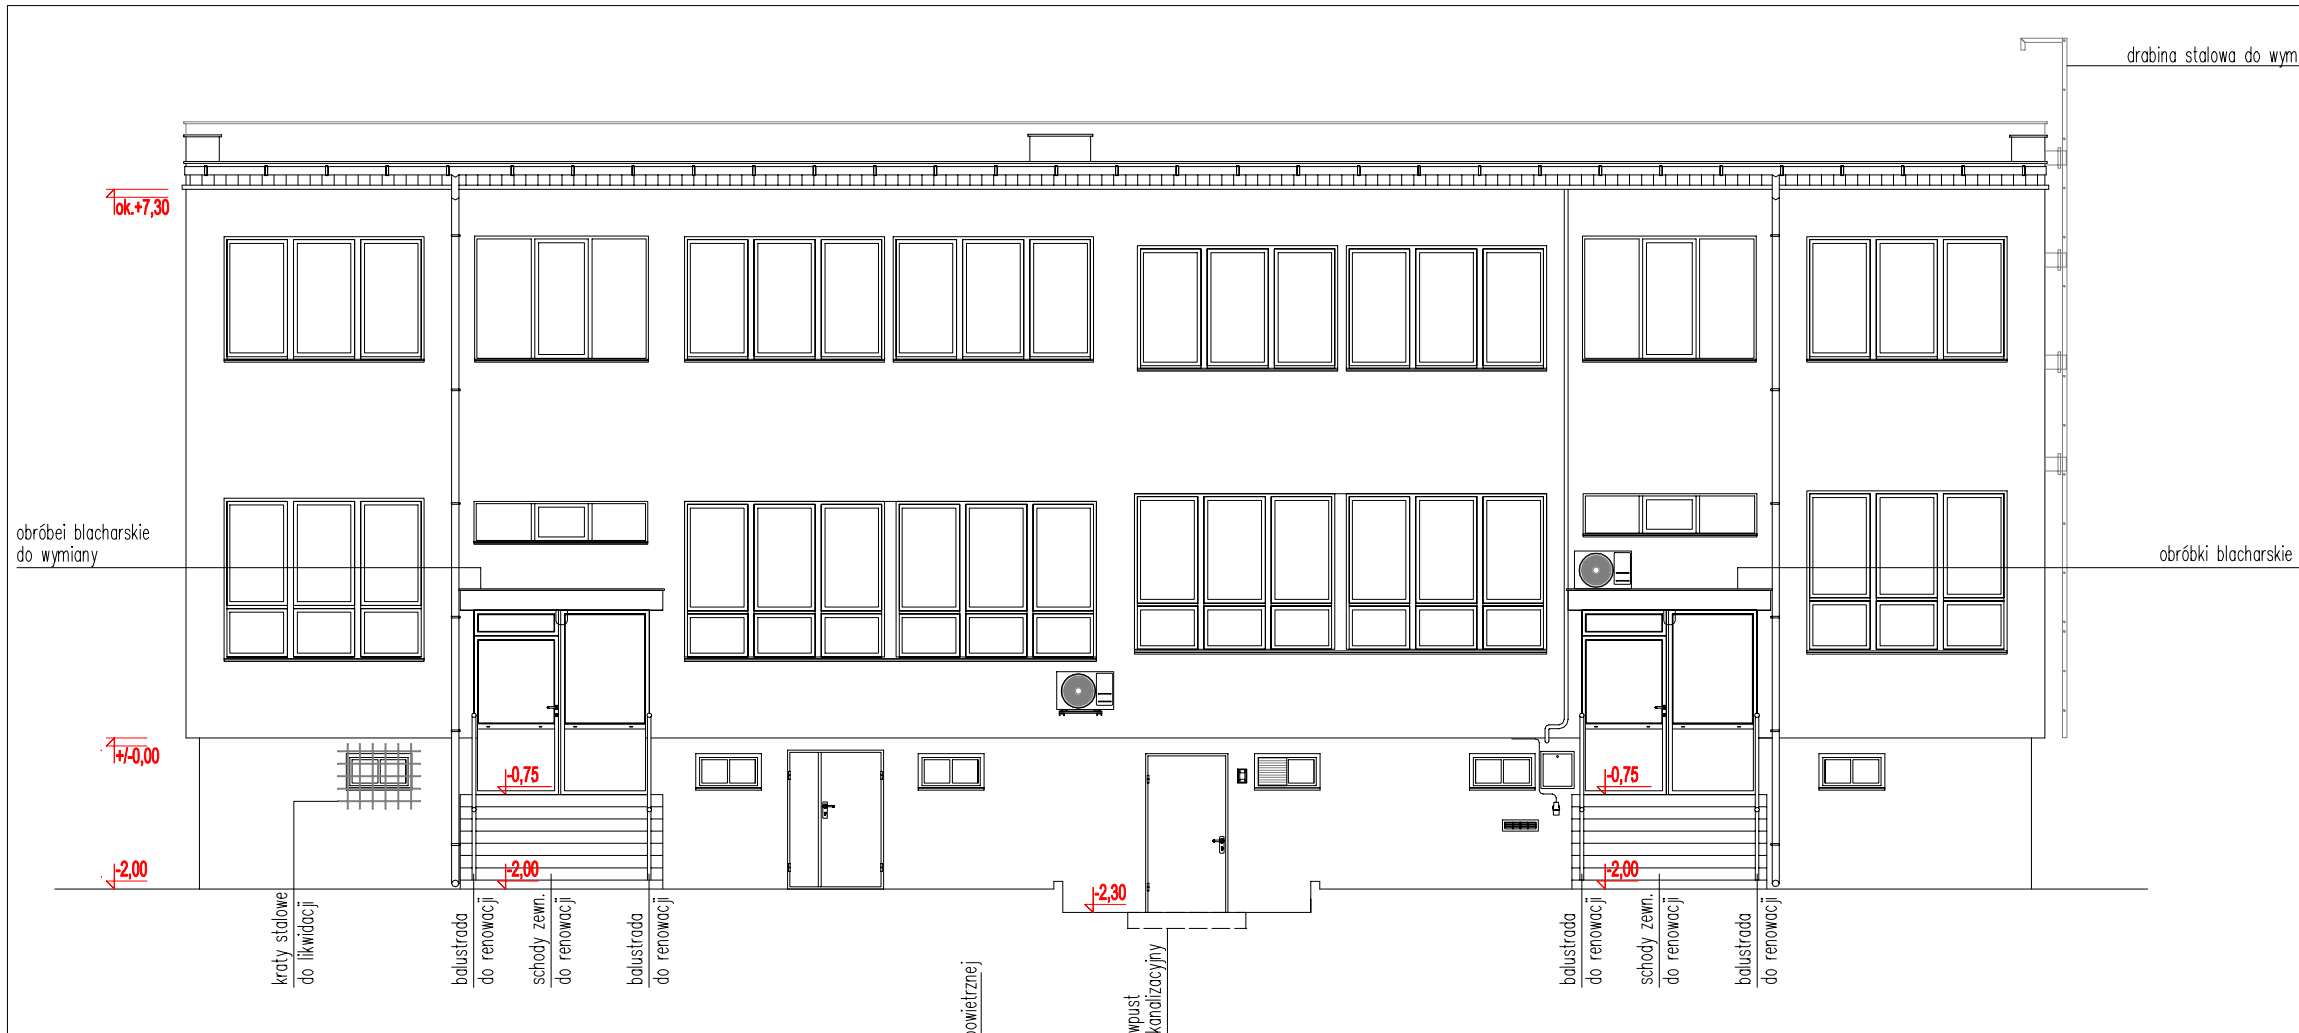 drabina stalowa do wym
ok.+7,30
obróbei blacharskie
do wymiany
obróbki blacharskie
+/-0,00
-0,75
-0,75
-2,00
-2,00
-2,30
-2,00
kraty stalowe
do likwidacji
balustrada
do renowacji
schody zewn.
do renowacji
balustrada
do renowacji
powietrznej
wpust
kanalizacyjny
balustrada
do renowacji
schody zewn.
do renowacji
balustrada
do renowacji